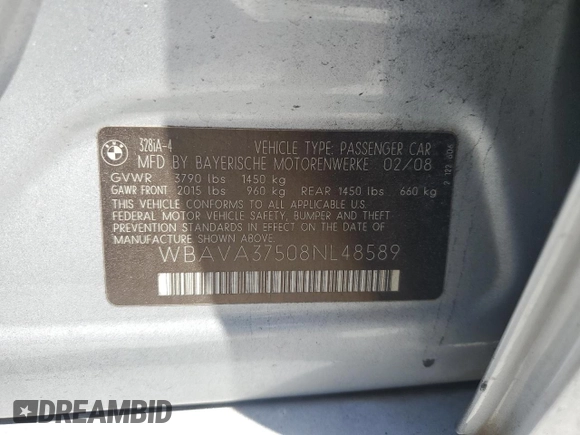 BMW
328iA-4 VEHICLE TYPE: PASSENGER CAR
MFD BY BAYERISCHE MOTORENWERKE 02/08
GVWR 3790 lbs 1450 kg
GAWR FRONT 2015 lbs 960 kg REAR 1450 lbs 660 kg
THIS VEHICLE CONFORMS TO ALL APPLICABLE
FEDERAL MOTOR VEHICLE SAFETY, BUMPER AND THEFT
PREVENTION STANDARDS IN EFFECT ON THE DATE OF
MANUFACTURE SHOWN ABOVE.
WBAVA37508NL48589
DREAMBID